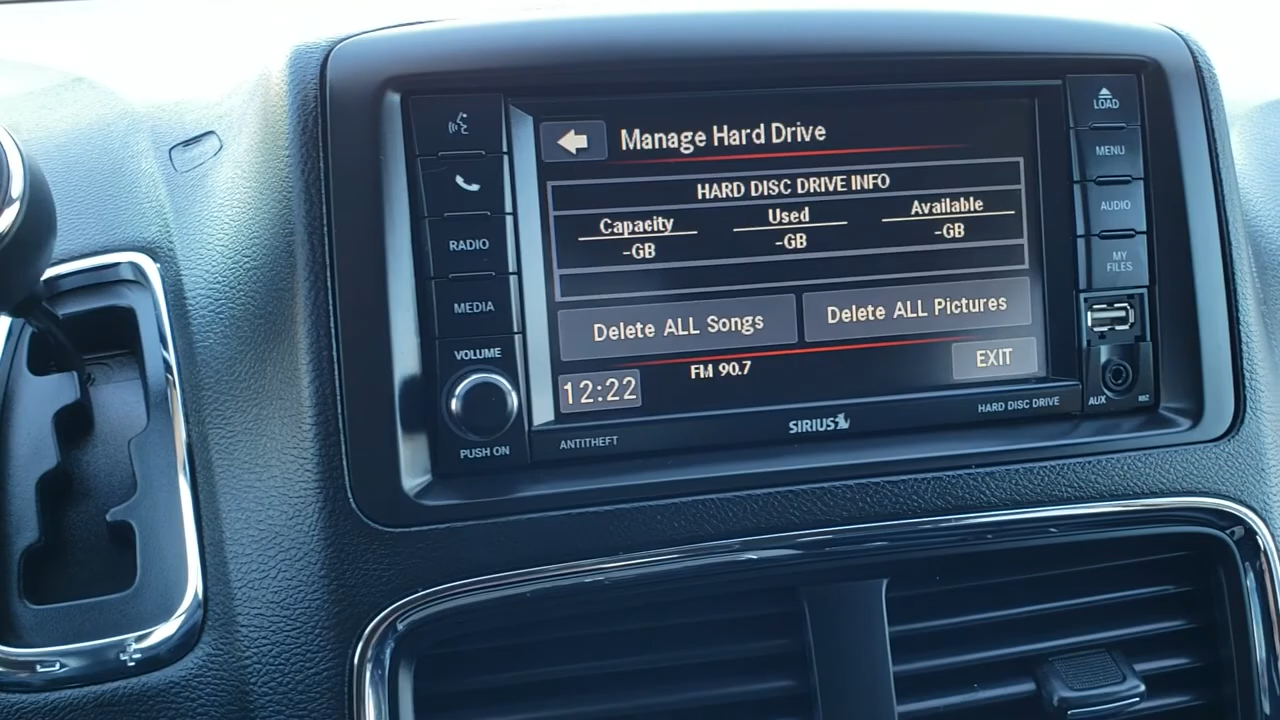 Manage Hard Drive
HARD DISC DRIVE INFO
Capacity Used Available
-GB -GB -GB
Delete ALL Songs Delete ALL Pictures
12:22 FM 90.7 EXIT
RADIO
MEDIA
VOLUME
PUSH ON
ANTITHEFT
SIRIUS
HARD DISC DRIVE
LOAD
MENU
AUDIO
MY
FILES
AUX RBZ
- +